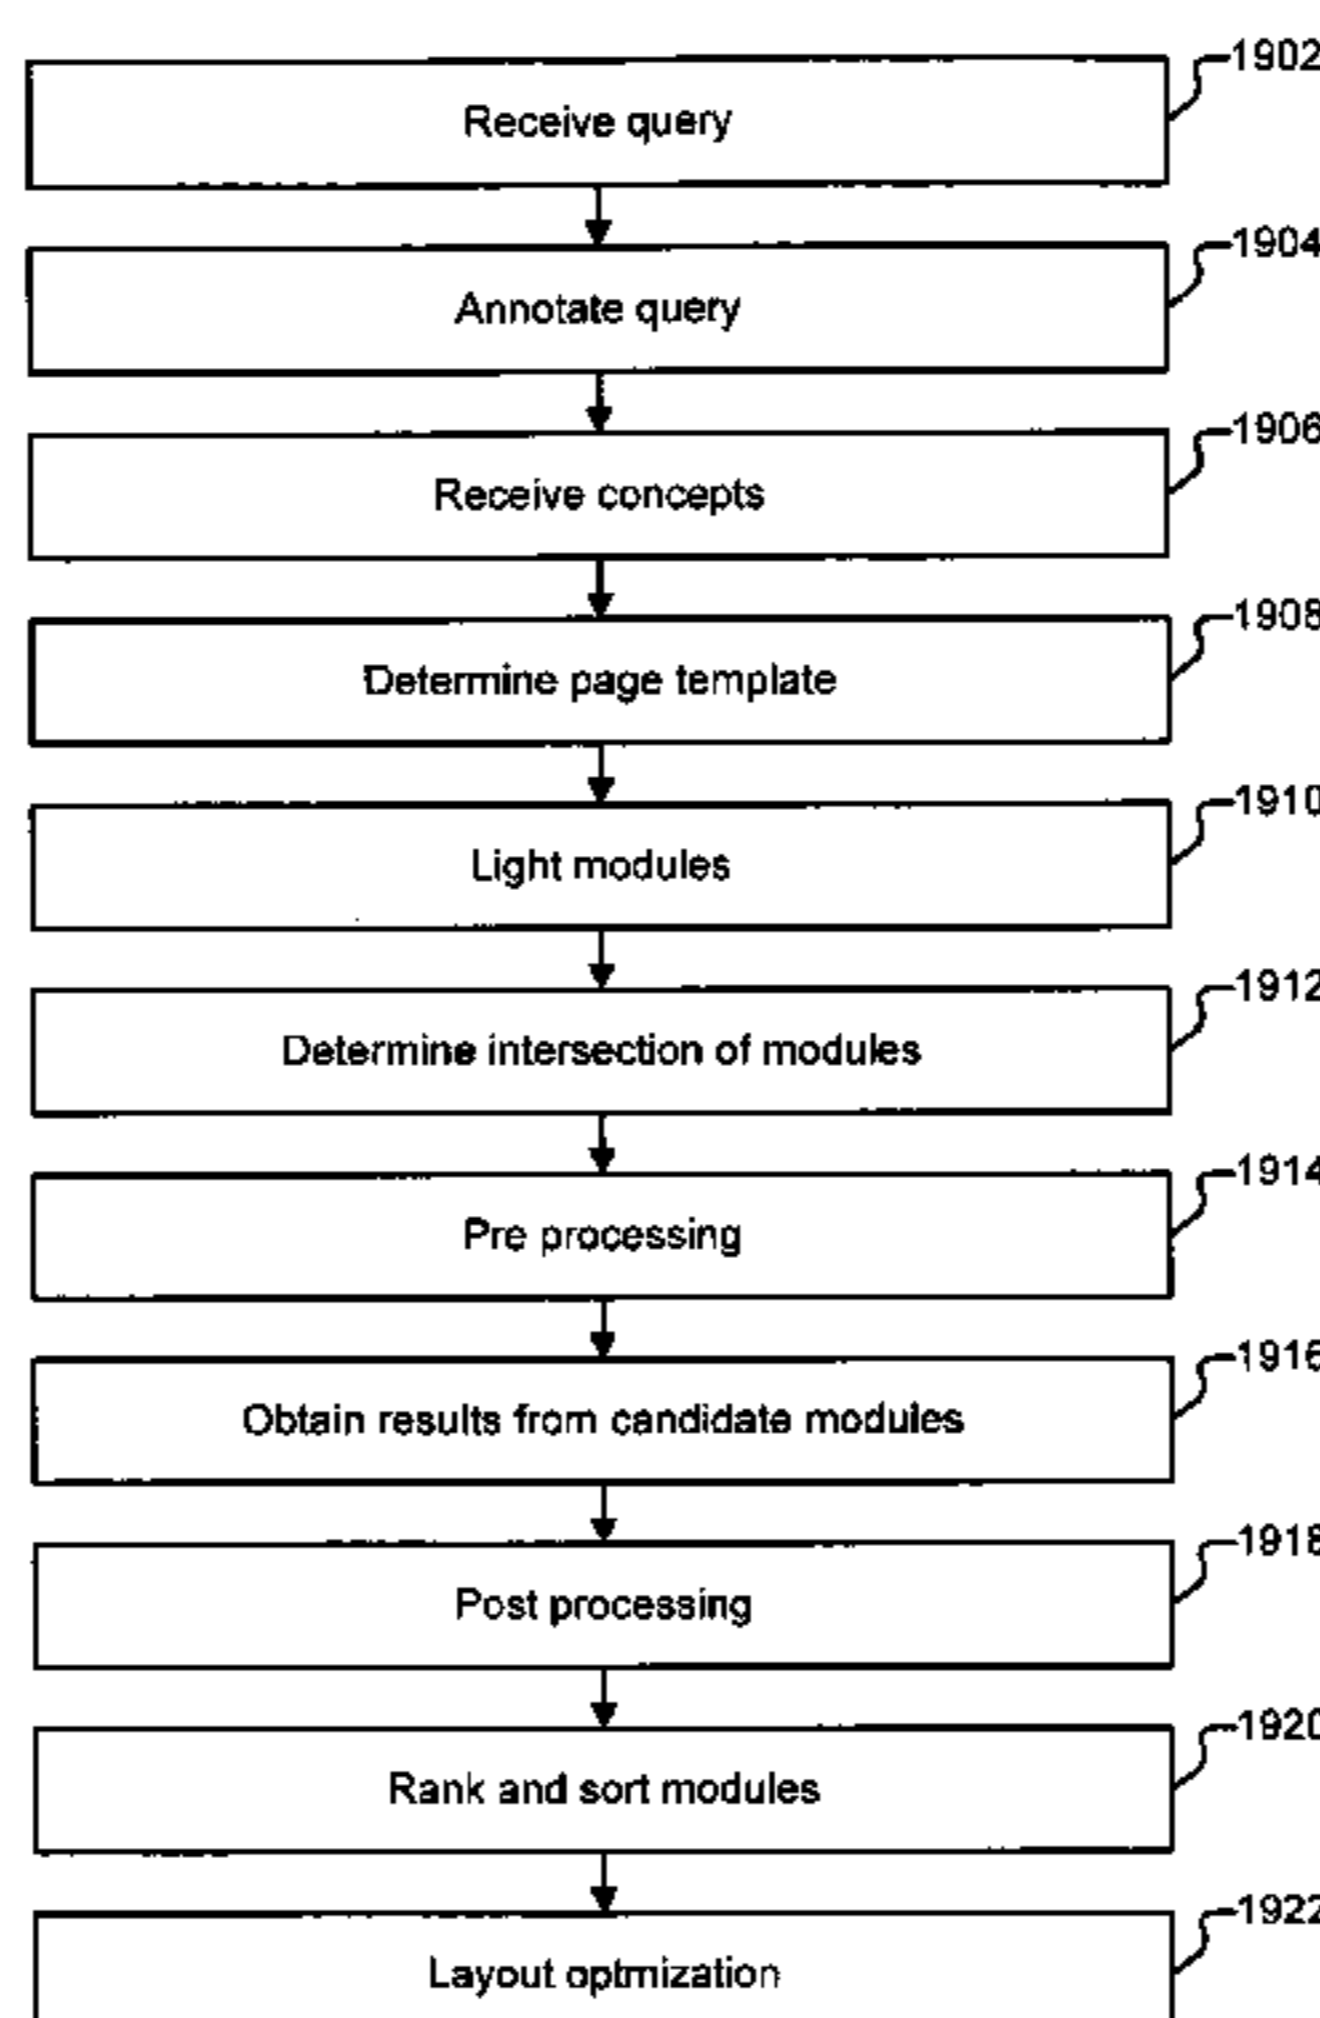 1902
Receive query
1904
Annotate query
1906
Receive concepts
1908
Determine page template
1910
Light modules
1912
Determine intersection of modules
1914
Pre processing
1916
Obtain results from candidate modules
1918
Post processing
1920
Rank and sort modules
1922
Layout optmization